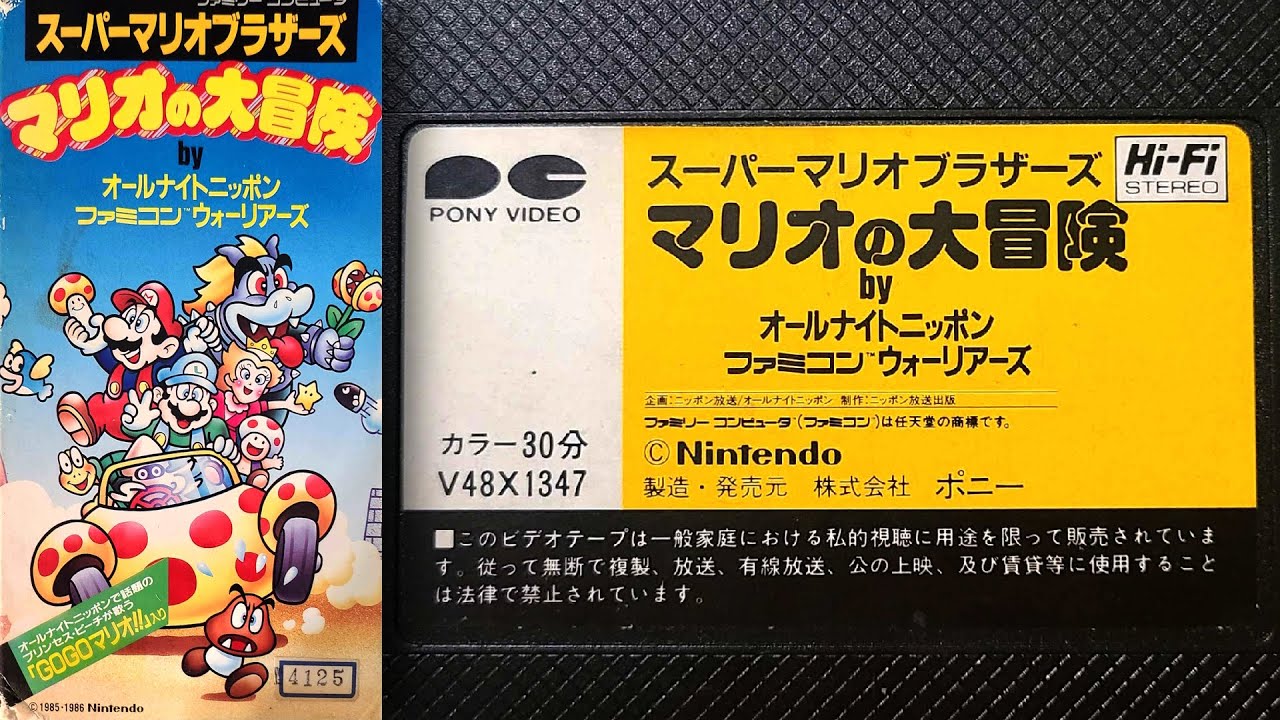 ファミリー コンピュータ
スーパーマリオブラザーズ
マリオの大冒険
by
オールナイトニッポン
ファミコン™ウォーリアーズ
オールナイトニッポンで話題の
プリンセス・ピーチが歌う
「GOGOマリオ!!」入り
4125
©1985・1986 Nintendo
PONY VIDEO
カラー30分
V48X1347
Hi-Fi
STEREO
スーパーマリオブラザーズ
マリオの大冒険
by
オールナイトニッポン
ファミコン™ウォーリアーズ
企画:ニッポン放送/オールナイトニッポン 制作:ニッポン放送出版
ファミリー コンピュータ(ファミコン)は任天堂の商標です。
© Nintendo
製造・発売元 株式会社 ポニー
■このビデオテープは一般家庭における私的視聴に用途を限って販売されていま
す。従って無断で複製、放送、有線放送、公の上映、及び賃貸等に使用すること
は法律で禁止されています。